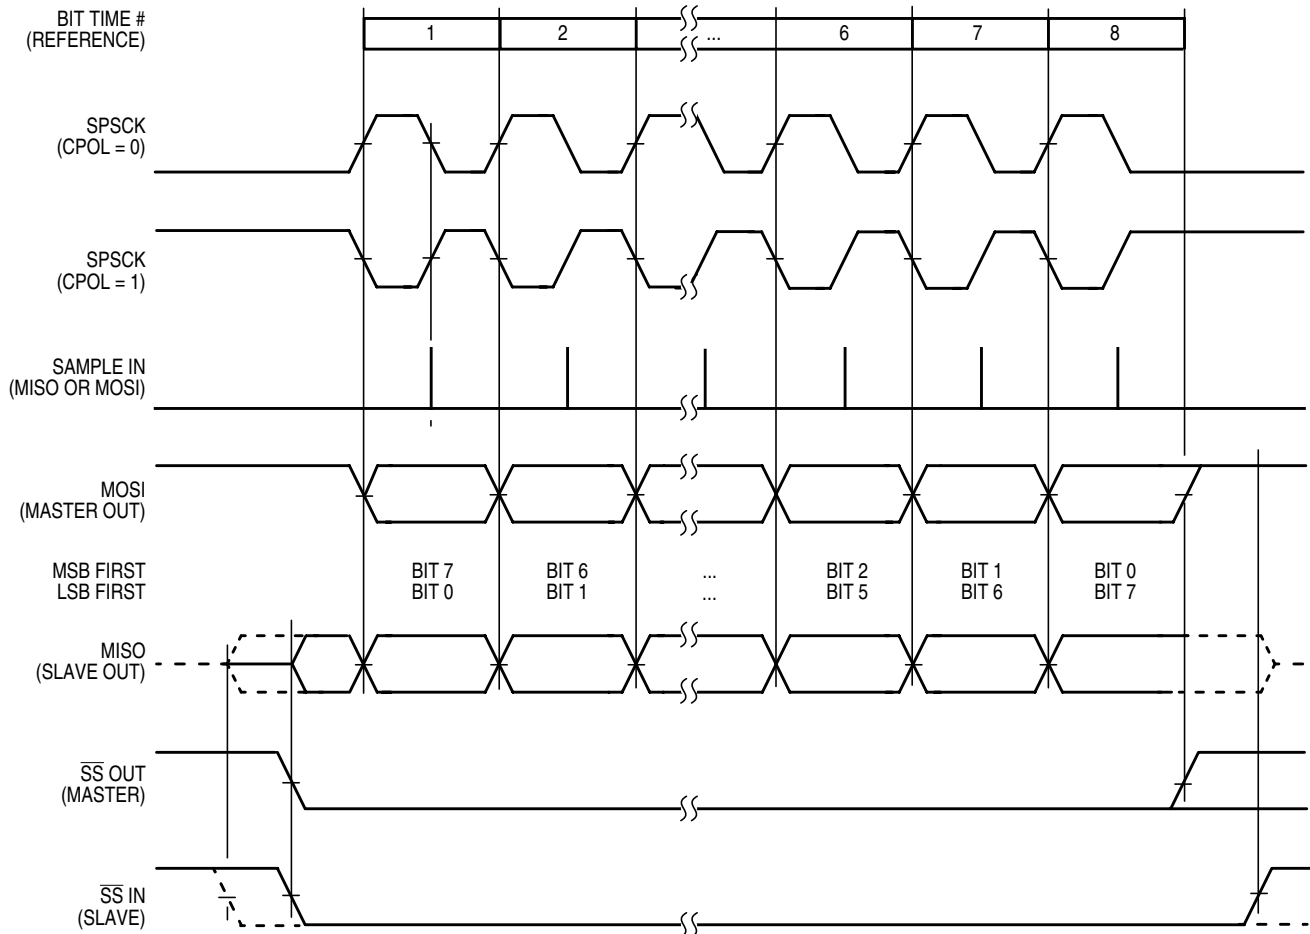 BIT TIME #
(REFERENCE)
1 2 ... 6 7 8
SPSCK
(CPOL = 0)
SPSCK
(CPOL = 1)
SAMPLE IN
(MISO OR MOSI)
MOSI
(MASTER OUT)
MSB FIRST BIT 7 BIT 6 ... BIT 2 BIT 1 BIT 0
LSB FIRST BIT 0 BIT 1 ... BIT 5 BIT 6 BIT 7
MISO
(SLAVE OUT)
S̅S̅ OUT
(MASTER)
S̅S̅ IN
(SLAVE)